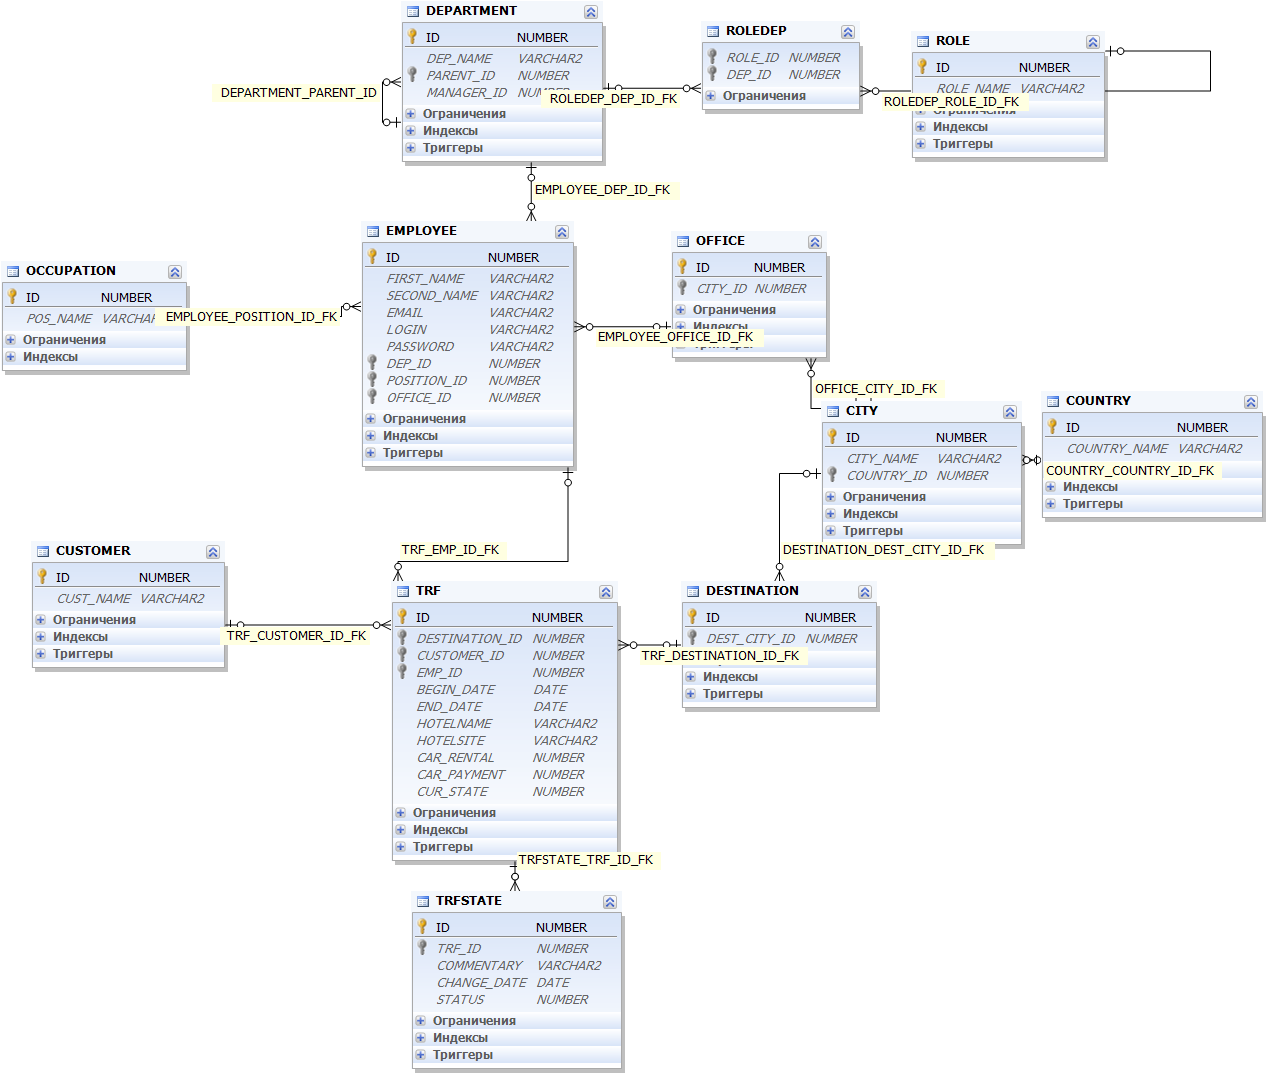 DEPARTMENT
ID NUMBER
DEP_NAME VARCHAR2
PARENT_ID NUMBER
MANAGER_ID
Ограничения
Индексы
Триггеры
DEPARTMENT_PARENT_ID
ROLEDEP_DEP_ID_FK
ROLEDEP
ROLE_ID NUMBER
DEP_ID NUMBER
Ограничения
ROLEDEP_ROLE_ID_FK
ROLE
ID NUMBER
ROLE_NAME VARCHAR2
Ограничения
Индексы
Триггеры
EMPLOYEE_DEP_ID_FK
EMPLOYEE
ID NUMBER
FIRST_NAME VARCHAR2
SECOND_NAME VARCHAR2
EMAIL VARCHAR2
LOGIN VARCHAR2
PASSWORD VARCHAR2
DEP_ID NUMBER
POSITION_ID NUMBER
OFFICE_ID NUMBER
Ограничения
Индексы
Триггеры
OCCUPATION
ID NUMBER
POS_NAME
Ограничения
Индексы
EMPLOYEE_POSITION_ID_FK
OFFICE
ID NUMBER
CITY_ID NUMBER
Ограничения
Индексы
Триггеры
EMPLOYEE_OFFICE_ID_FK
OFFICE_CITY_ID_FK
CITY
ID NUMBER
CITY_NAME VARCHAR2
COUNTRY_ID NUMBER
Ограничения
Индексы
Триггеры
COUNTRY
ID NUMBER
COUNTRY_NAME VARCHAR2
COUNTRY_COUNTRY_ID_FK
Индексы
Триггеры
DESTINATION_DEST_CITY_ID_FK
TRF_EMP_ID_FK
CUSTOMER
ID NUMBER
CUST_NAME VARCHAR2
Ограничения
Индексы
Триггеры
TRF_CUSTOMER_ID_FK
TRF
ID NUMBER
DESTINATION_ID NUMBER
CUSTOMER_ID NUMBER
EMP_ID NUMBER
BEGIN_DATE DATE
END_DATE DATE
HOTELNAME VARCHAR2
HOTELSITE VARCHAR2
CAR_RENTAL NUMBER
CAR_PAYMENT NUMBER
CUR_STATE NUMBER
Ограничения
Индексы
Триггеры
DESTINATION
ID NUMBER
DEST_CITY_ID NUMBER
TRF_DESTINATION_ID_FK
Индексы
Триггеры
TRFSTATE_TRF_ID_FK
TRFSTATE
ID NUMBER
TRF_ID NUMBER
COMMENTARY VARCHAR2
CHANGE_DATE DATE
STATUS NUMBER
Ограничения
Индексы
Триггеры